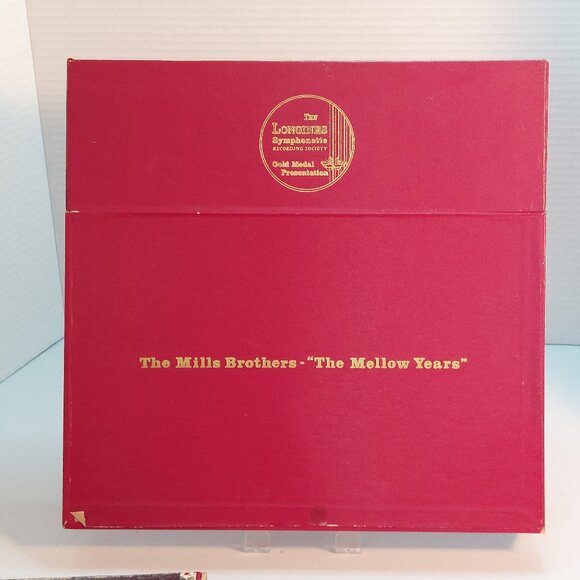 The
Longines
Symphonette
RECORDING SOCIETY
Gold Medal
Presentation
The Mills Brothers - "The Mellow Years"